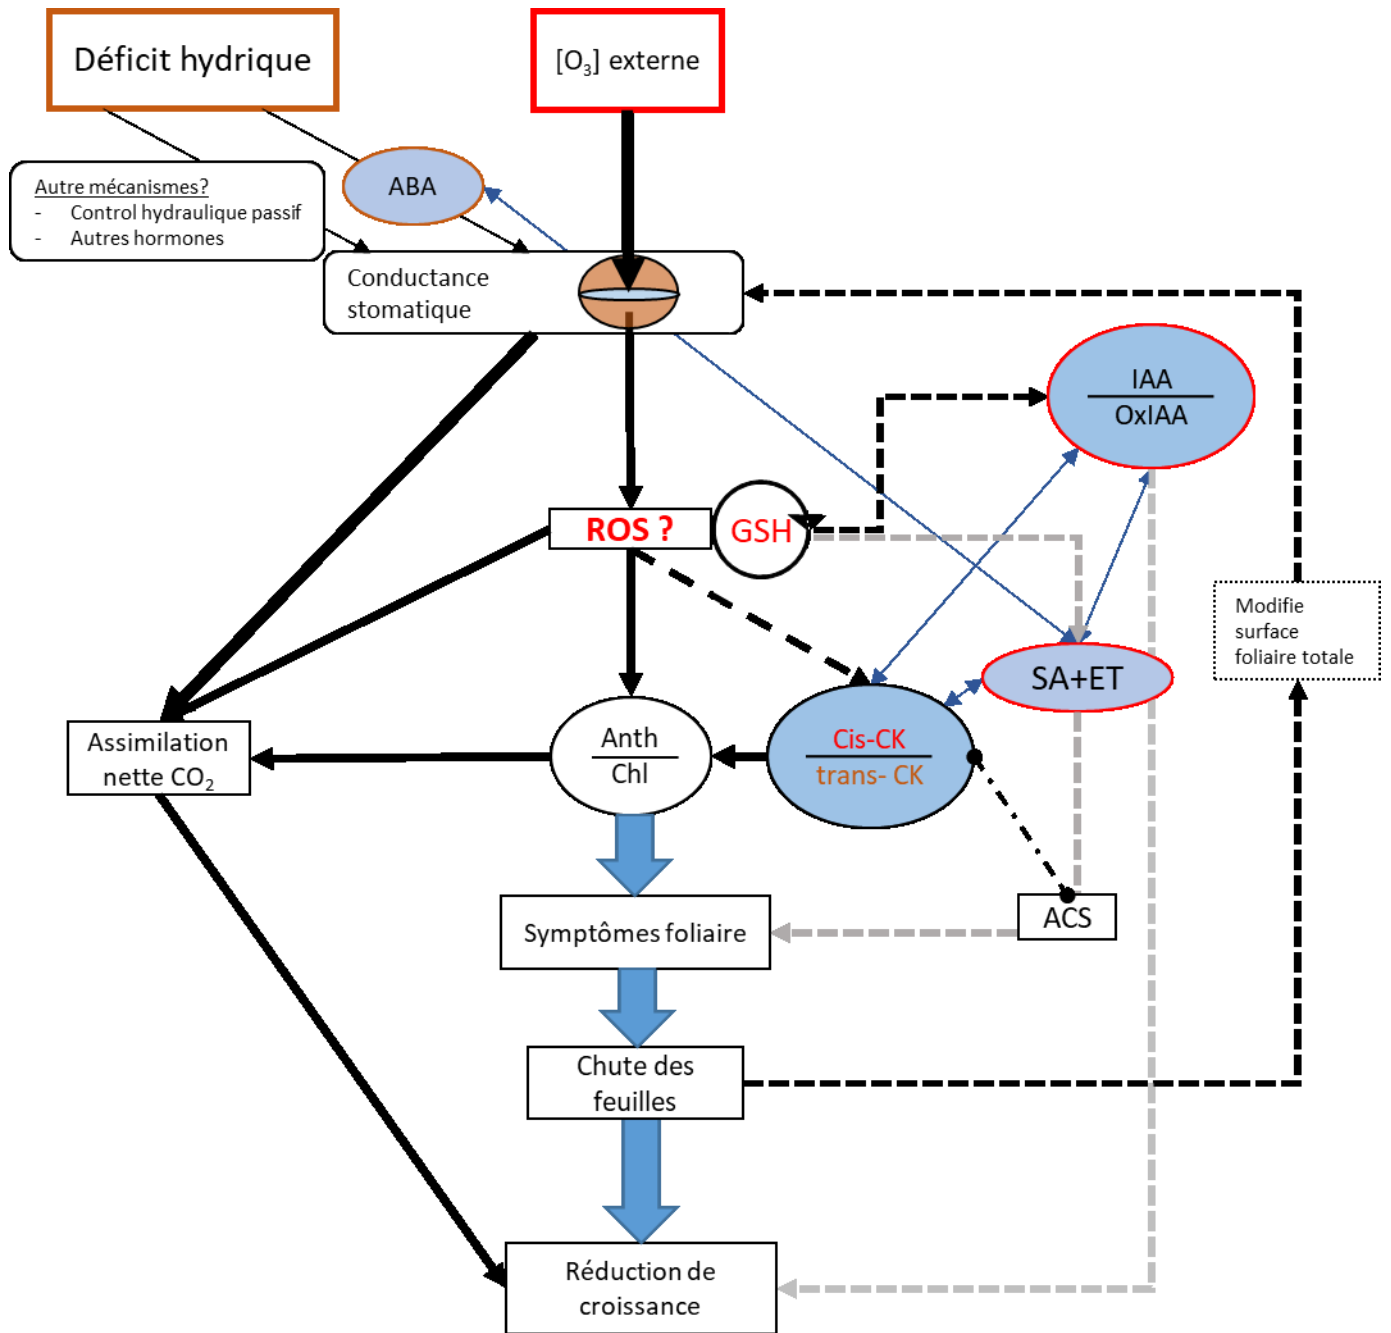 Déficit hydrique
[O₃] externe
Autre mécanismes?
- Control hydraulique passif
- Autres hormones
ABA
Conductance
stomatique
IAA
OxIAA
ROS ?
GSH
Modifie
surface
foliaire totale
SA+ET
Assimilation
nette CO₂
Anth
Chl
Cis-CK
trans- CK
ACS
Symptômes foliaire
Chute des
feuilles
Réduction de
croissance